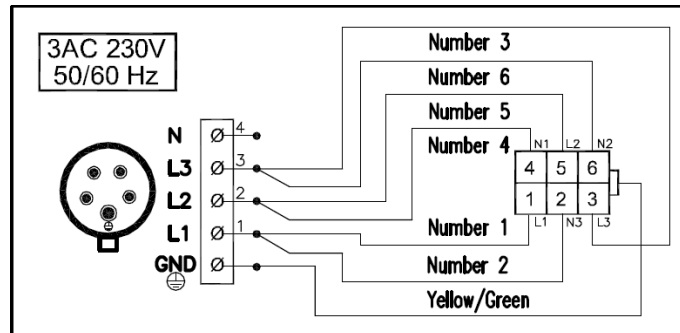 3AC 230V
50/60 Hz
Number 3
Number 6
Number 5
Number 4
N 4
L3 3
L2 2
L1 1
GND
N1 L2 N2
4 5 6
1 2 3
L1 N3 L3
Number 1
Number 2
Yellow/Green